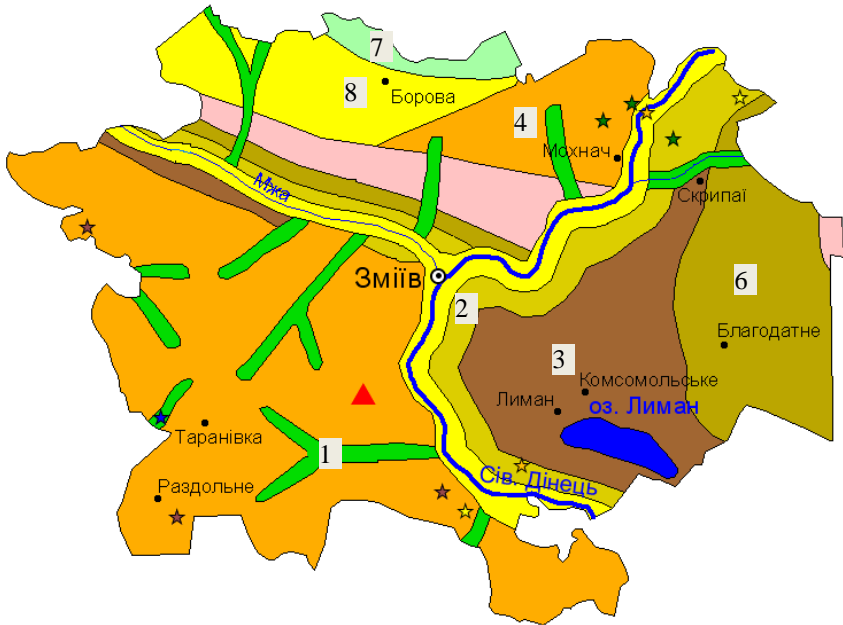 7
8
Борова
4
Мохнач
Мжа
Скрипаї
Зміїв
2
6
Благодатне
3
Комсомольське
Лиман
оз. Лиман
Таранівка
1
Раздольне
Сів. Дінець